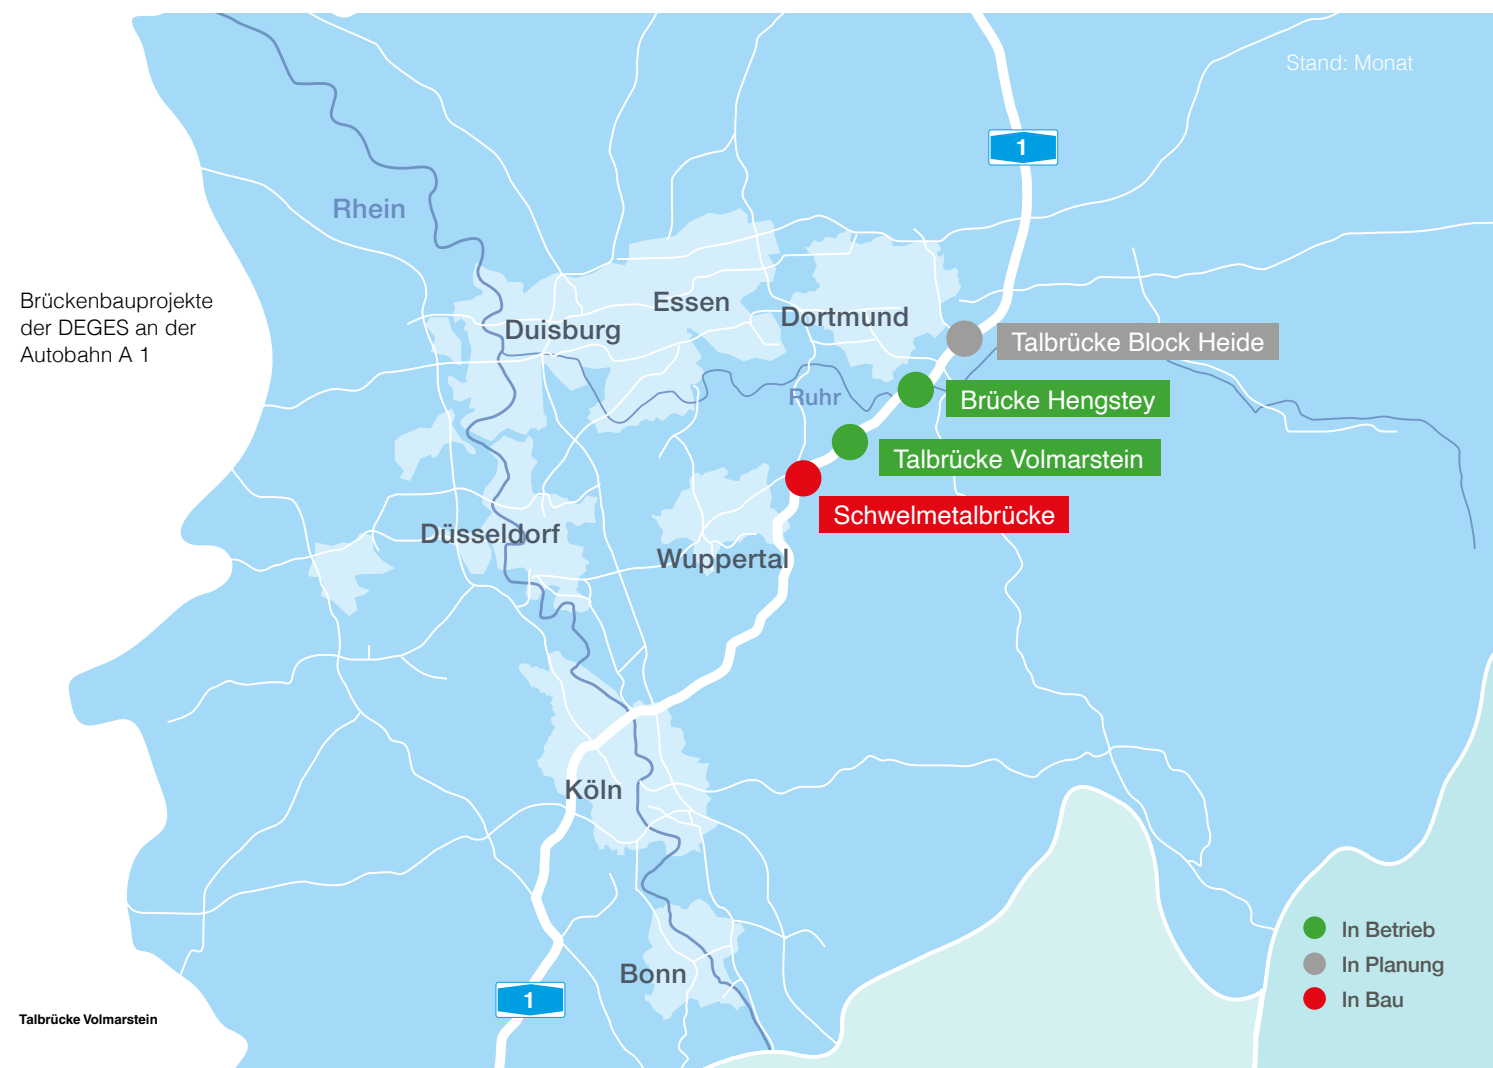 Stand: Monat
1
Rhein
Brückenbauprojekte
der DEGES an der
Autobahn A 1
Essen
Duisburg
Dortmund
Talbrücke Block Heide
Ruhr
Brücke Hengstey
Talbrücke Volmarstein
Schwelmetalbrücke
Düsseldorf
Wuppertal
Köln
Bonn
1
In Betrieb
In Planung
In Bau
Talbrücke Volmarstein